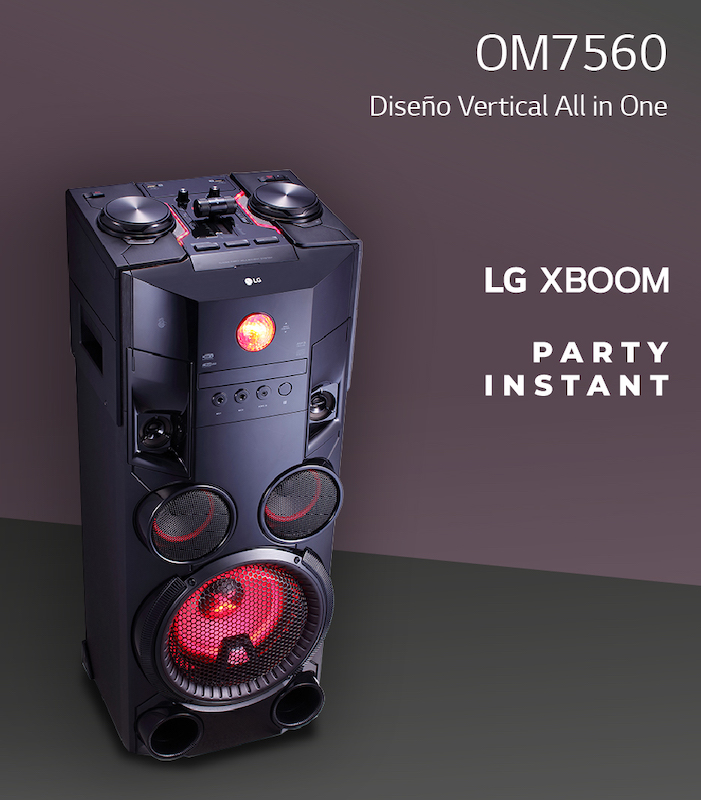 OM7560
Diseño Vertical All in One
LG XBOOM
PARTY
INSTANT
LG